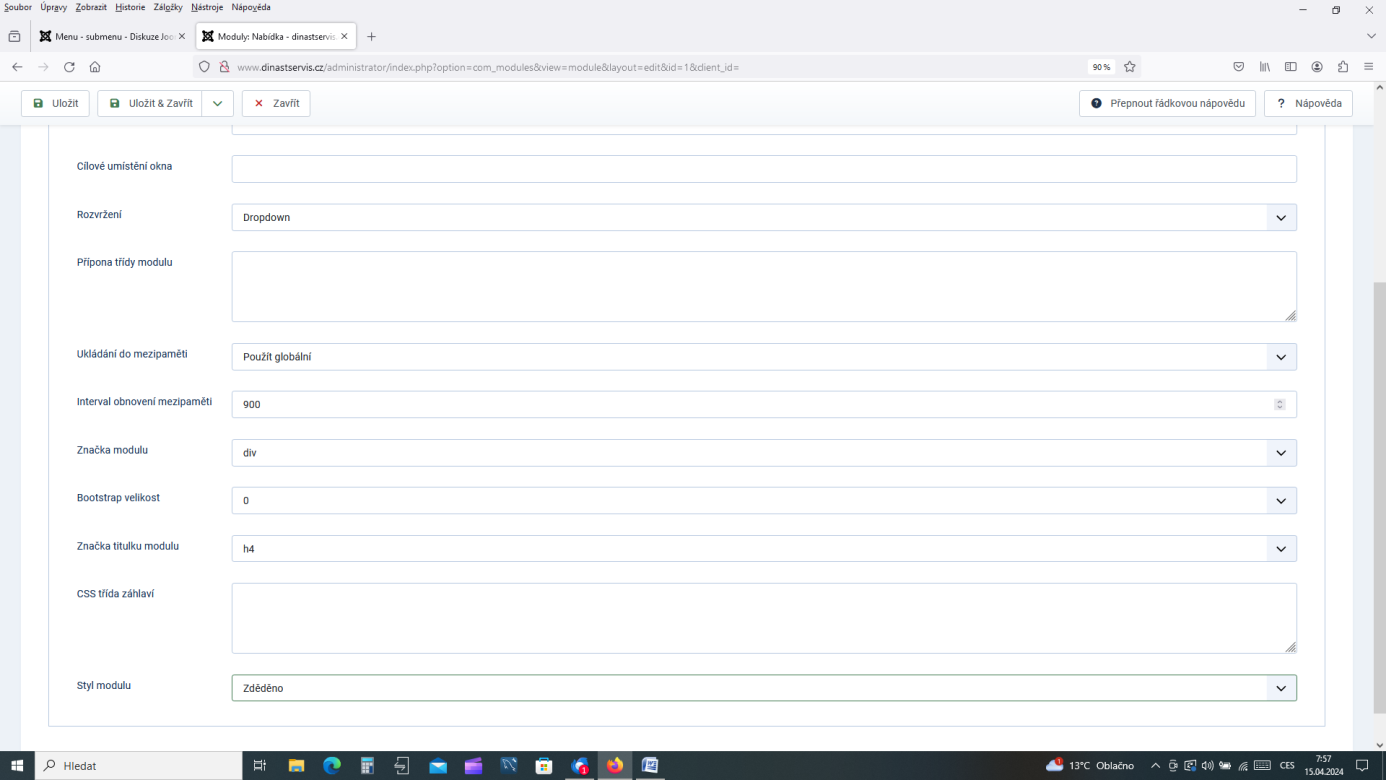 Soubor Úpravy Zobrazit Historie Záložky Nástroje Nápověda
Menu - submenu - Diskuze Joo
Moduly: Nabídka - dinastservis.
www.dinastservis.cz/administrator/index.php?option=com_modules&view=module&layout=edit&id=1&client_id=
90 %
Uložit
Uložit & Zavřít
Zavřít
Přepnout řádkovou nápovědu
? Nápověda
Cílové umístění okna
Rozvržení
Dropdown
Přípona třídy modulu
Ukládání do mezipaměti
Použít globální
Interval obnovení mezipaměti
900
Značka modulu
div
Bootstrap velikost
0
Značka titulku modulu
h4
CSS třída záhlaví
Styl modulu
Zděděno
Hledat
1
1
13°C Oblačno
CES
7:57
15.04.2024